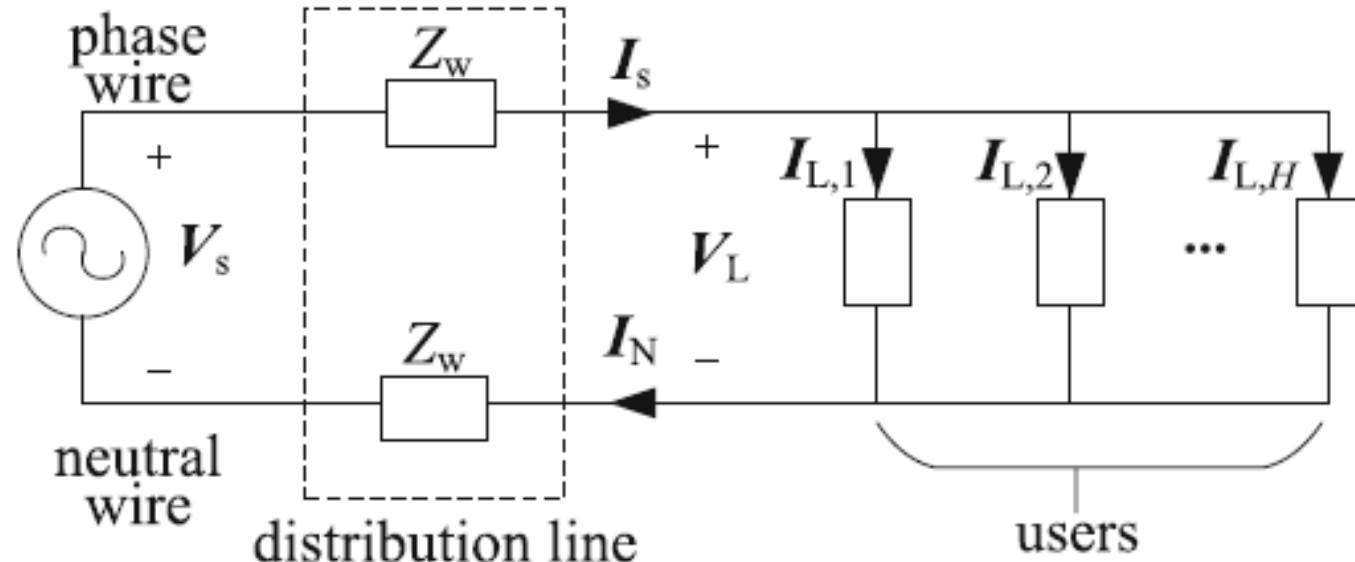 phase
wire
Z_w
I_s
+
+
I_L,1
I_L,2
I_L,H
V_s
V_L
...
Z_w
I_N
−
−
neutral
wire
distribution line
users